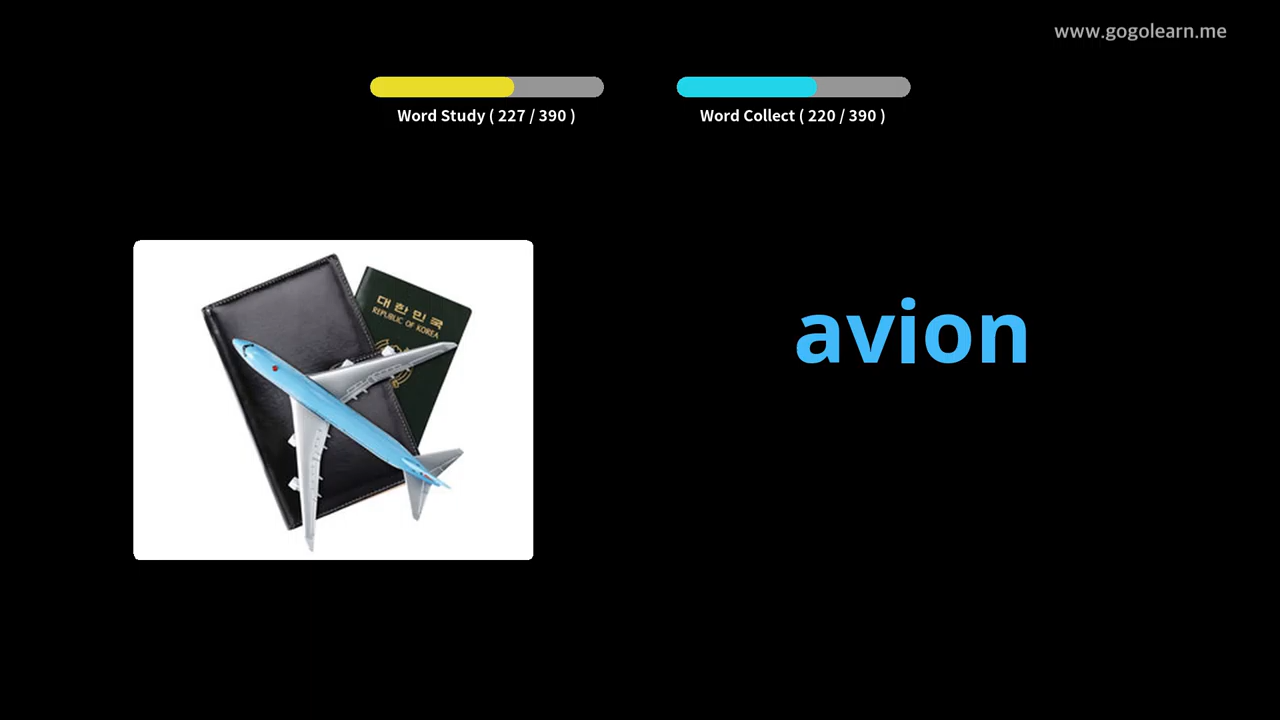 www.gogolearn.me
Word Study ( 227 / 390 )
Word Collect ( 220 / 390 )
대한민국
REPUBLIC OF KOREA
avion